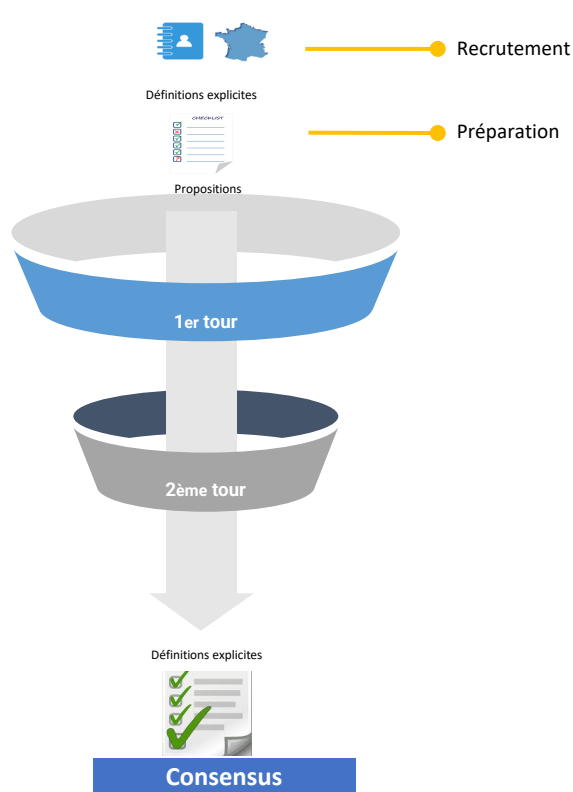 Recrutement
Définitions explicites
CHECKLIST
Préparation
Propositions
1er tour
2ème tour
Définitions explicites
Consensus